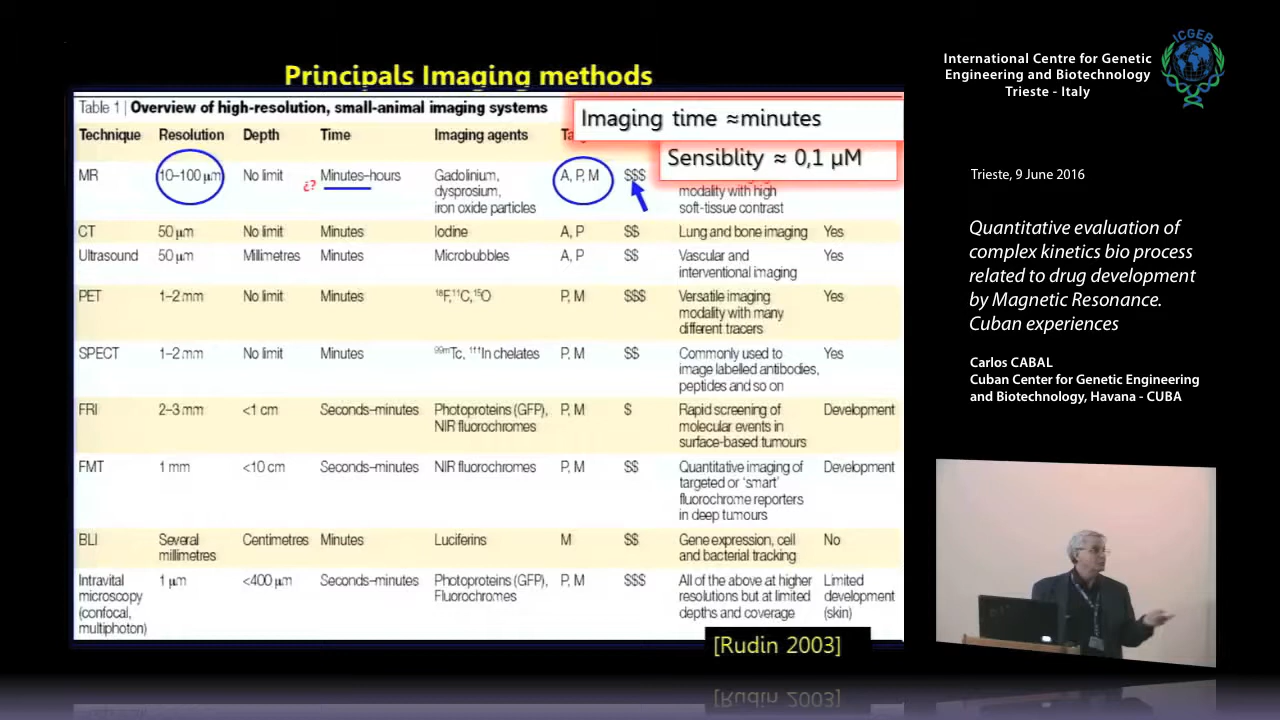 Principals Imaging methods
Table 1 | Overview of high-resolution, small-animal imaging systems
Imaging time ≈minutes
Sensiblity ≈ 0,1 μM
Technique Resolution Depth Time Imaging agents
MR 10–100 μm No limit ¿? Minutes–hours Gadolinium, dysprosium, iron oxide particles A, P, M $$$ modality with high soft-tissue contrast
CT 50 μm No limit Minutes Iodine A, P $$ Lung and bone imaging Yes
Ultrasound 50 μm Millimetres Minutes Microbubbles A, P $$ Vascular and interventional imaging Yes
PET 1–2 mm No limit Minutes ¹⁸F,¹¹C,¹⁵O P, M $$$ Versatile imaging modality with many different tracers Yes
SPECT 1–2 mm No limit Minutes ⁹⁹ᵐTc, ¹¹¹In chelates P, M $$ Commonly used to image labelled antibodies, peptides and so on Yes
FRI 2–3 mm <1 cm Seconds–minutes Photoproteins (GFP), NIR fluorochromes P, M $ Rapid screening of molecular events in surface-based tumours Development
FMT 1 mm <10 cm Seconds–minutes NIR fluorochromes P, M $$ Quantitative imaging of targeted or ‘smart’ fluorochrome reporters in deep tumours Development
BLI Several millimetres Centimetres Minutes Luciferins M $$ Gene expression, cell and bacterial tracking No
Intravital microscopy (confocal, multiphoton) 1 μm <400 μm Seconds–minutes Photoproteins (GFP), Fluorochromes P, M $$$ All of the above at higher resolutions but at limited depths and coverage Limited development (skin)
[Rudin 2003]
International Centre for Genetic
Engineering and Biotechnology
Trieste - Italy
ICGEB
Trieste, 9 June 2016
Quantitative evaluation of
complex kinetics bio process
related to drug development
by Magnetic Resonance.
Cuban experiences
Carlos CABAL
Cuban Center for Genetic Engineering
and Biotechnology, Havana - CUBA